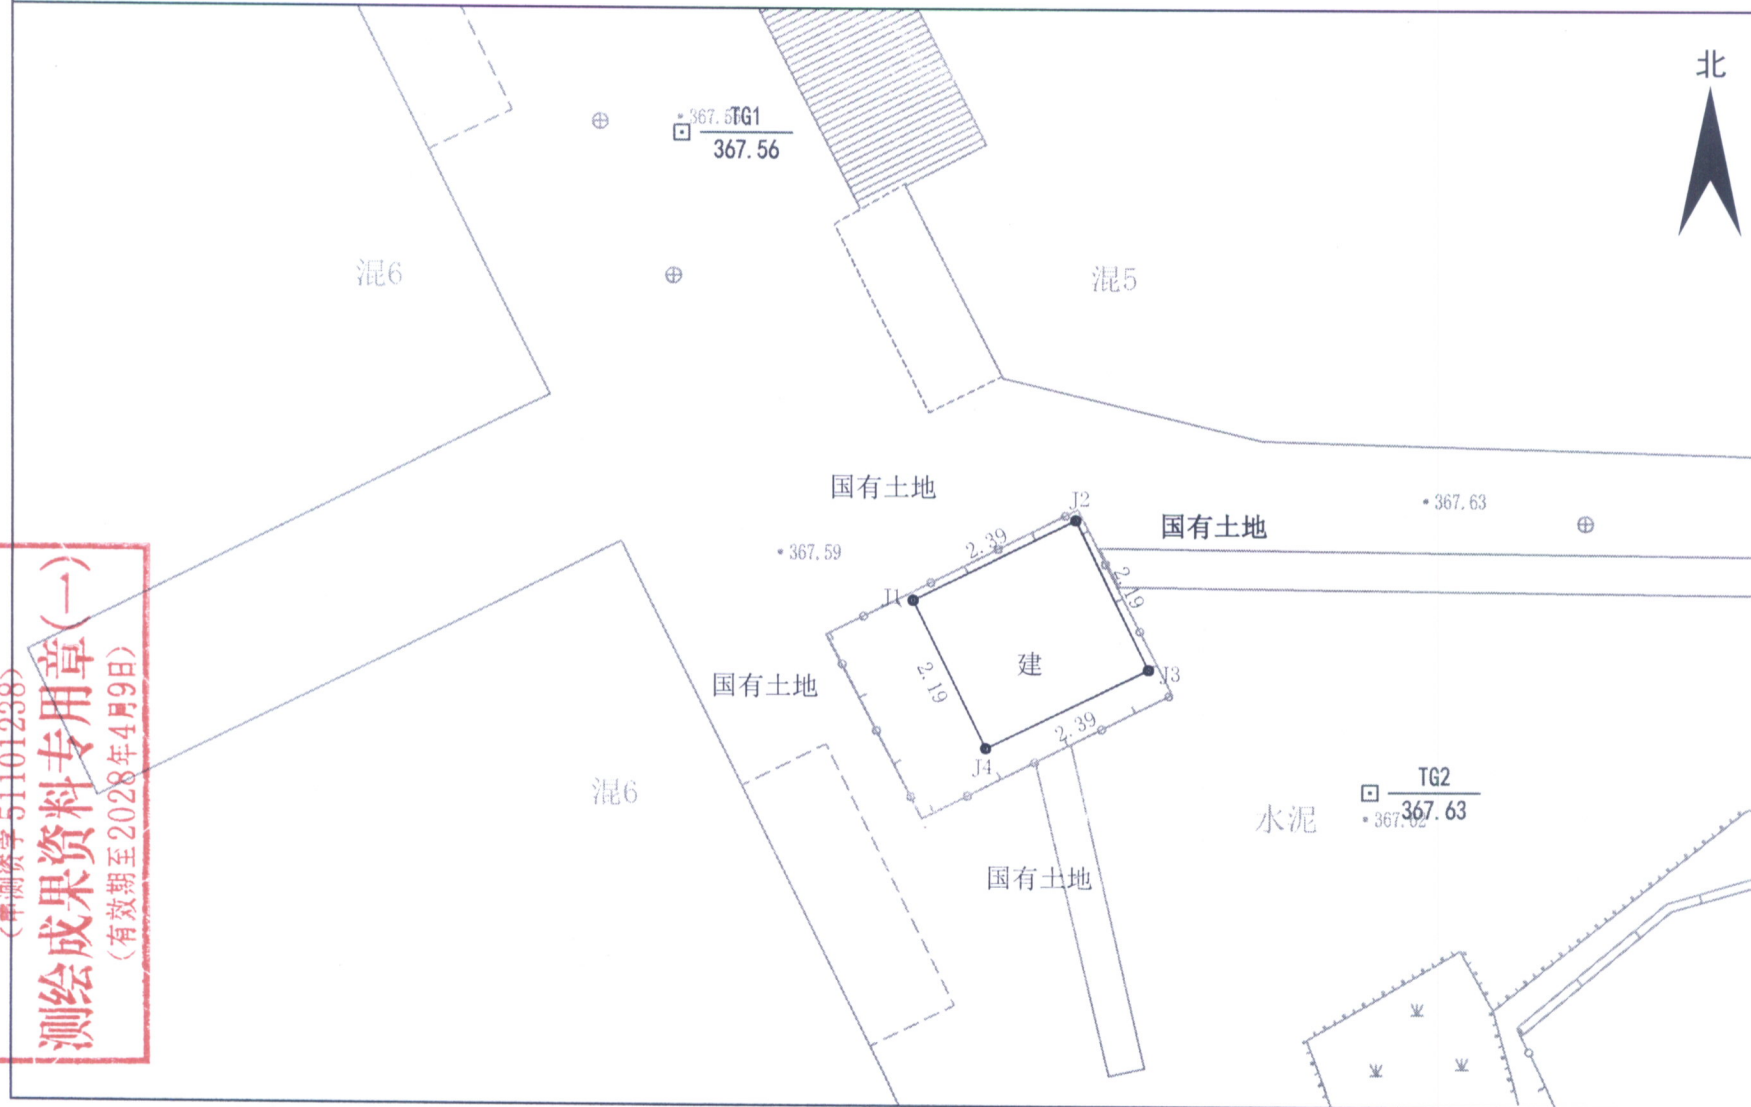 北
TG1
367.56
混6
混5
国有土地
J2
国有土地
367.63
2.39
367.59
2.19
J1
建
国有土地
2.19
J3
2.39
J4
混6
TG2
367.63
水泥
国有土地
测绘成果资料专用章(一)
(有效期至2028年4月9日)